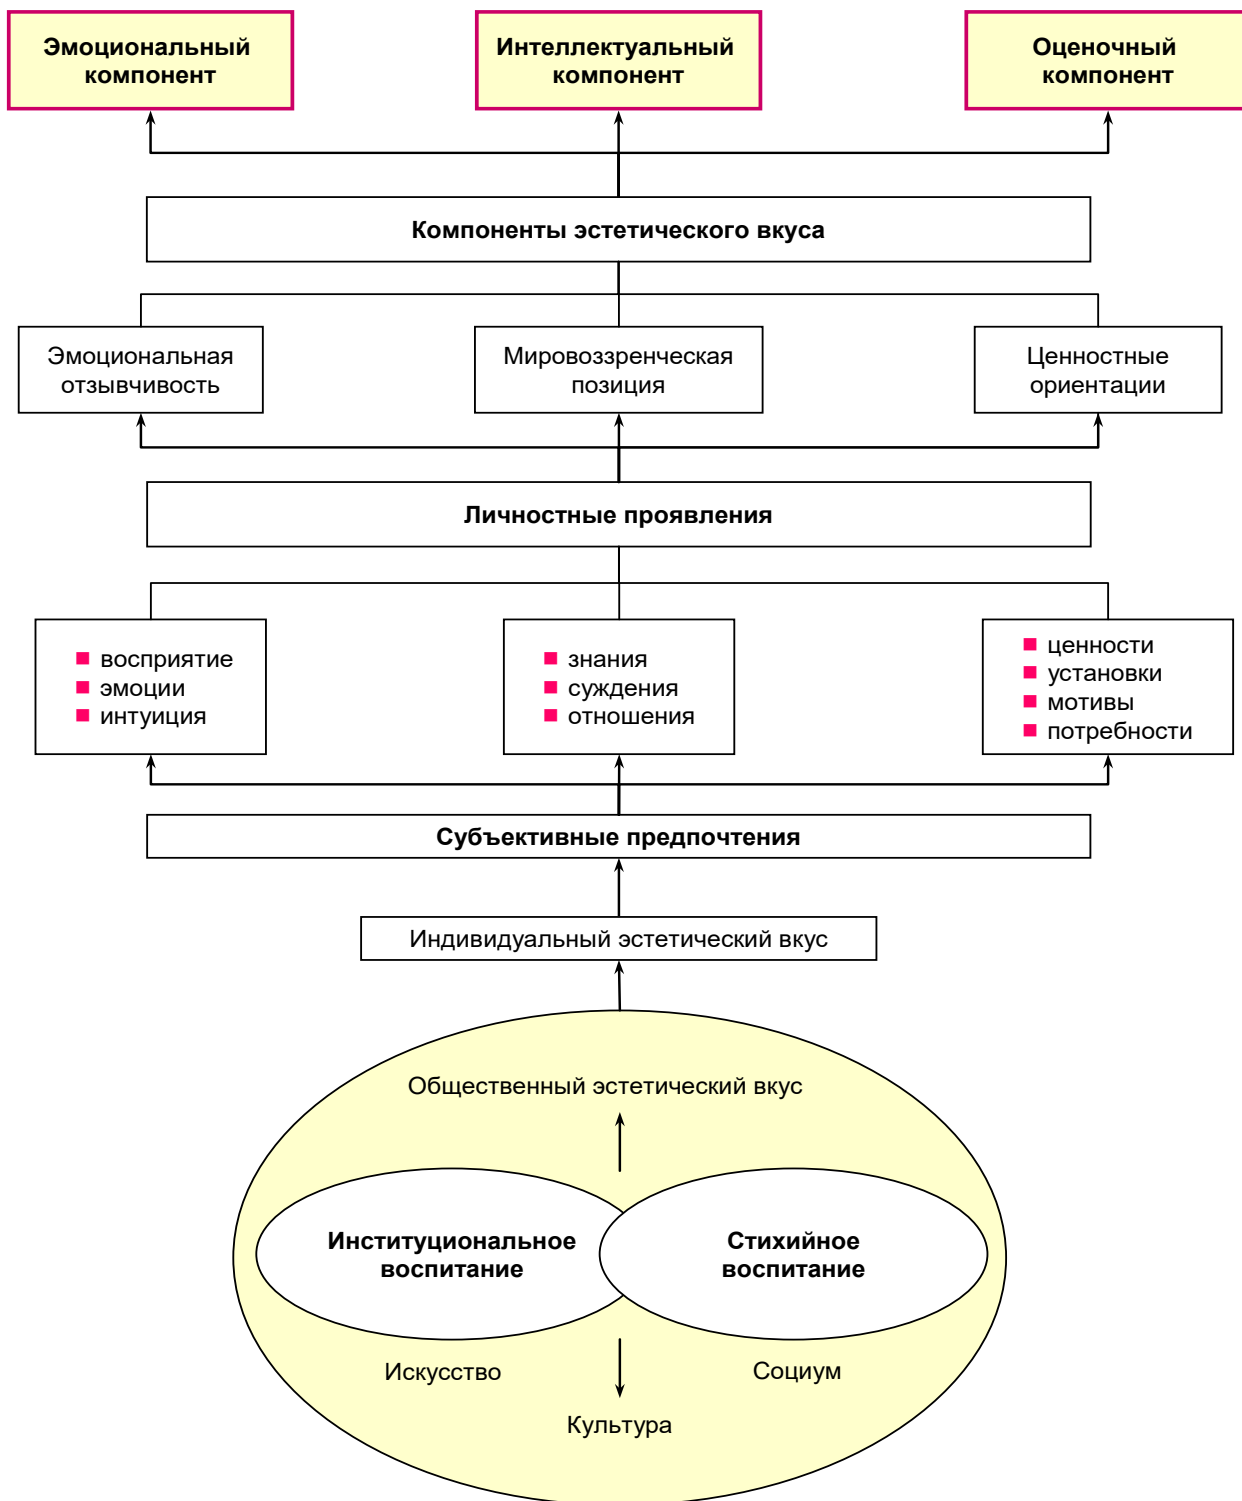 Эмоциональный
компонент
Интеллектуальный
компонент
Оценочный
компонент
Компоненты эстетического вкуса
Эмоциональная
отзывчивость
Мировоззренческая
позиция
Ценностные
ориентации
Личностные проявления
восприятие
эмоции
интуиция
знания
суждения
отношения
ценности
установки
мотивы
потребности
Субъективные предпочтения
Индивидуальный эстетический вкус
Общественный эстетический вкус
Институциональное
воспитание
Стихийное
воспитание
Искусство
Социум
Культура